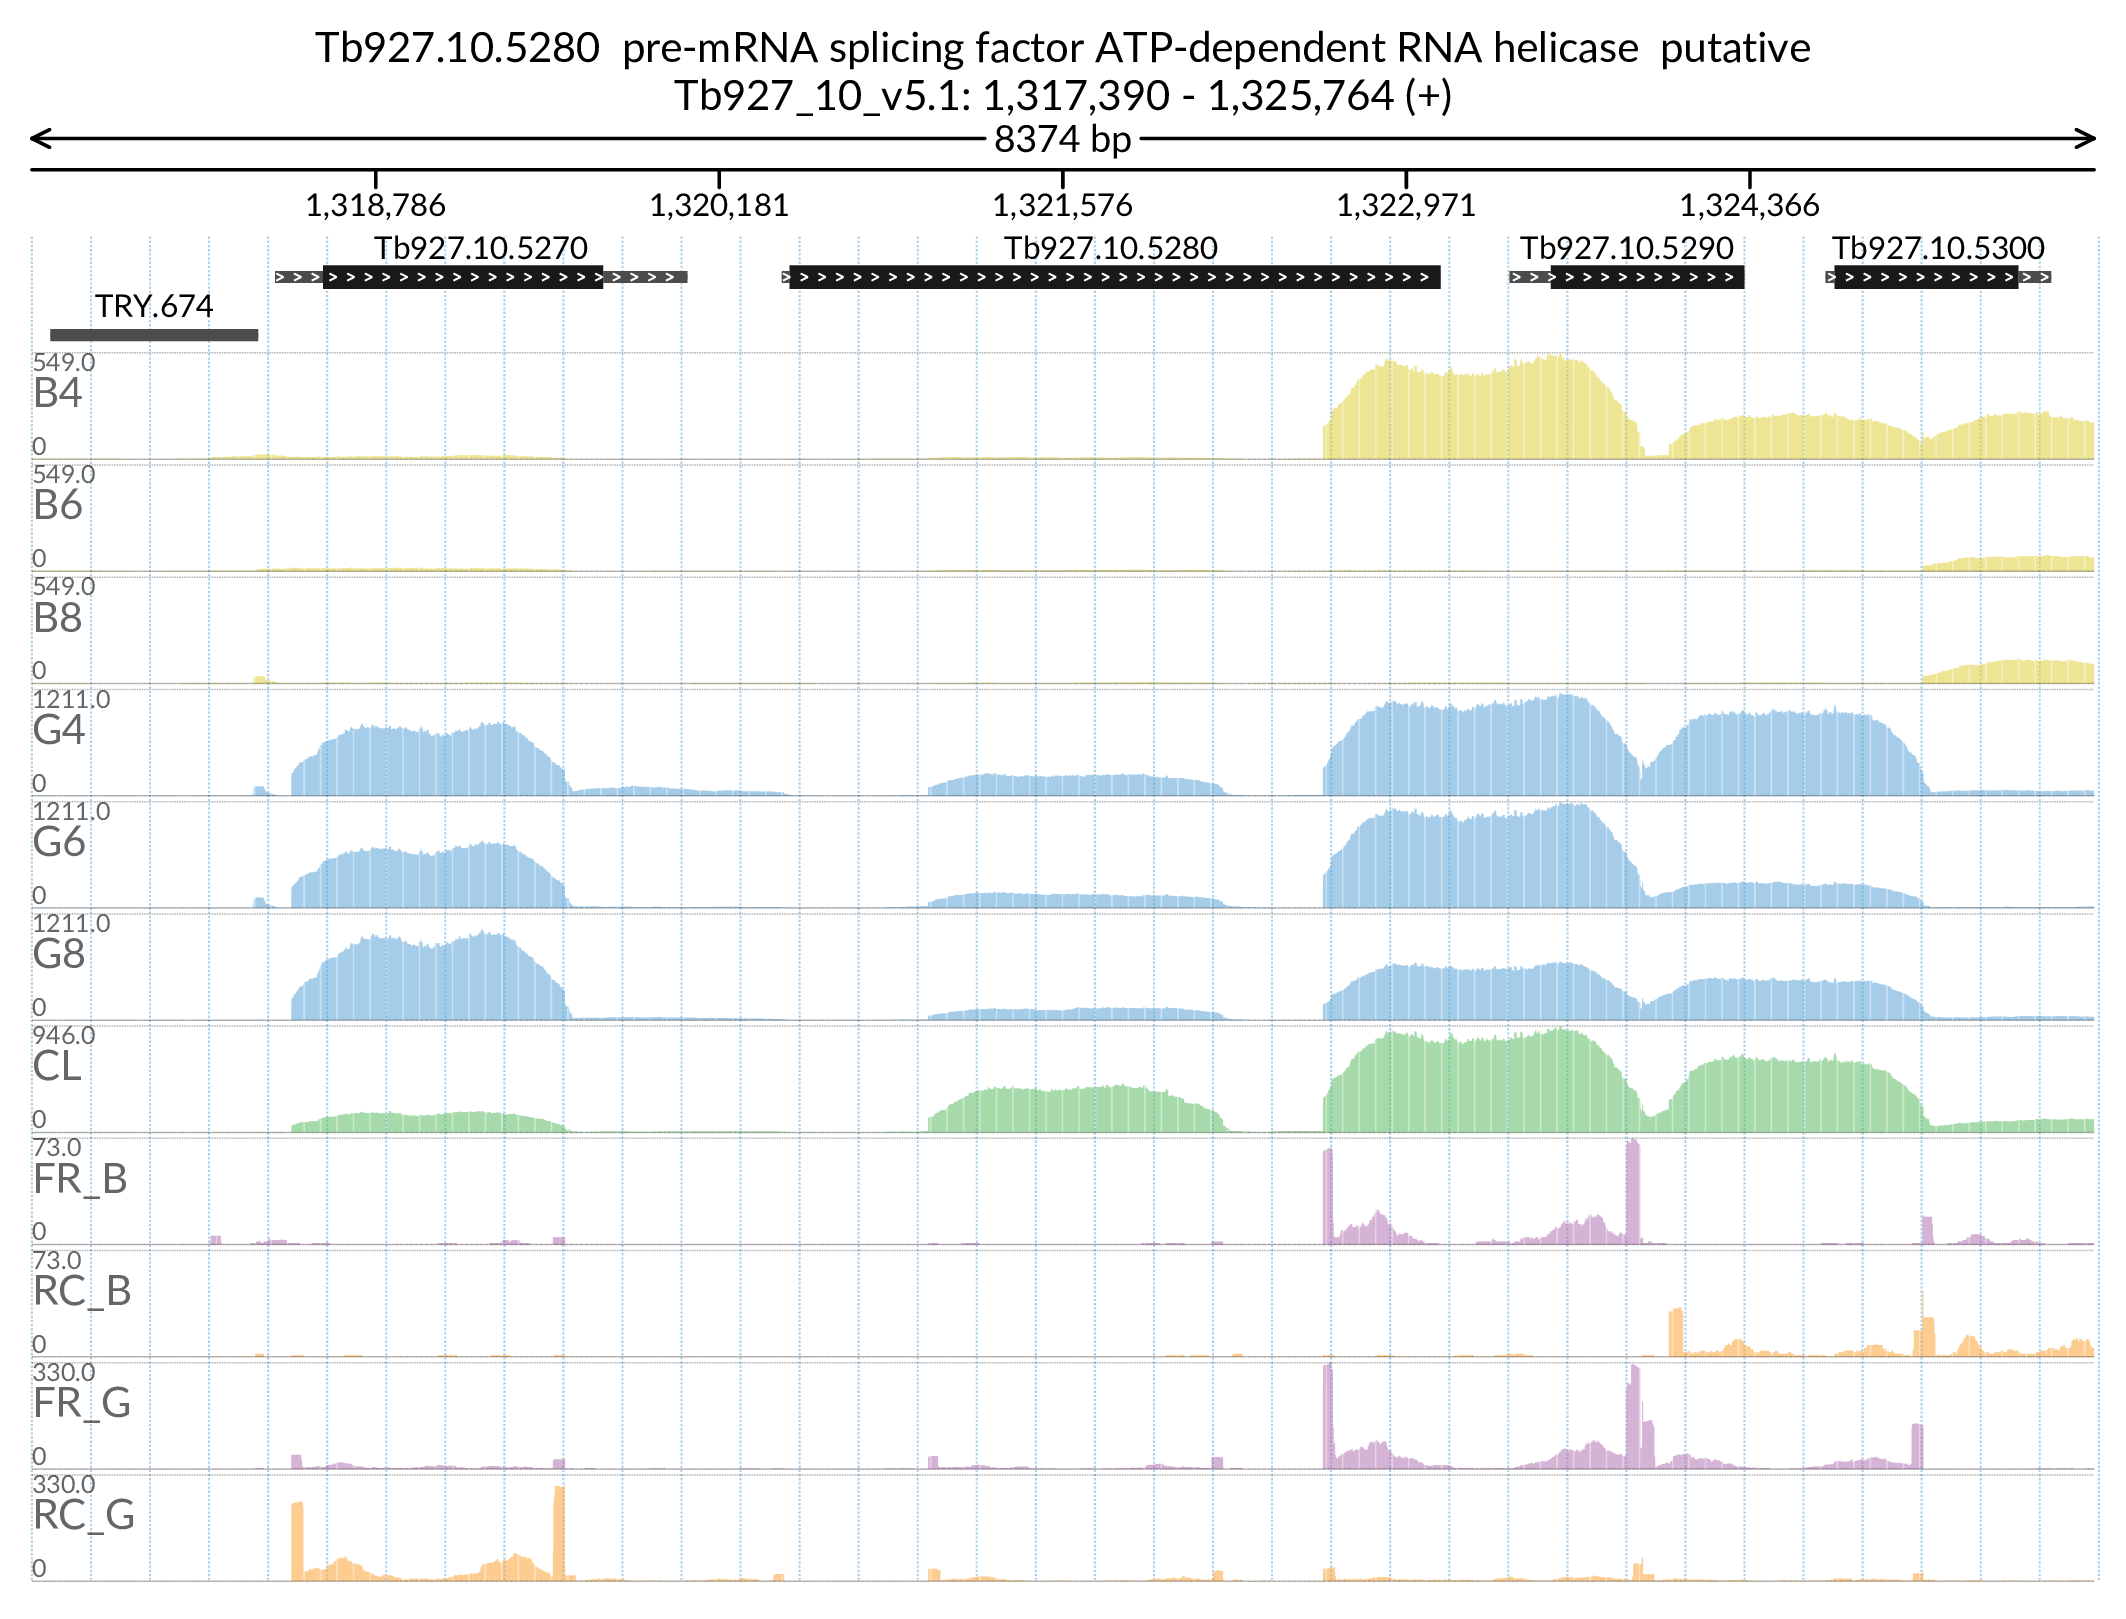 Tb927.10.5280  pre-mRNA splicing factor ATP-dependent RNA helicase  putative
Tb927_10_v5.1: 1,317,390 - 1,325,764 (+)
8374 bp
1,318,786 1,320,181 1,321,576 1,322,971 1,324,366
Tb927.10.5270 Tb927.10.5280 Tb927.10.5290 Tb927.10.5300
TRY.674
549.0
B4
0
549.0
B6
0
549.0
B8
0
1211.0
G4
0
1211.0
G6
0
1211.0
G8
0
946.0
CL
0
73.0
FR_B
0
73.0
RC_B
0
330.0
FR_G
0
330.0
RC_G
0